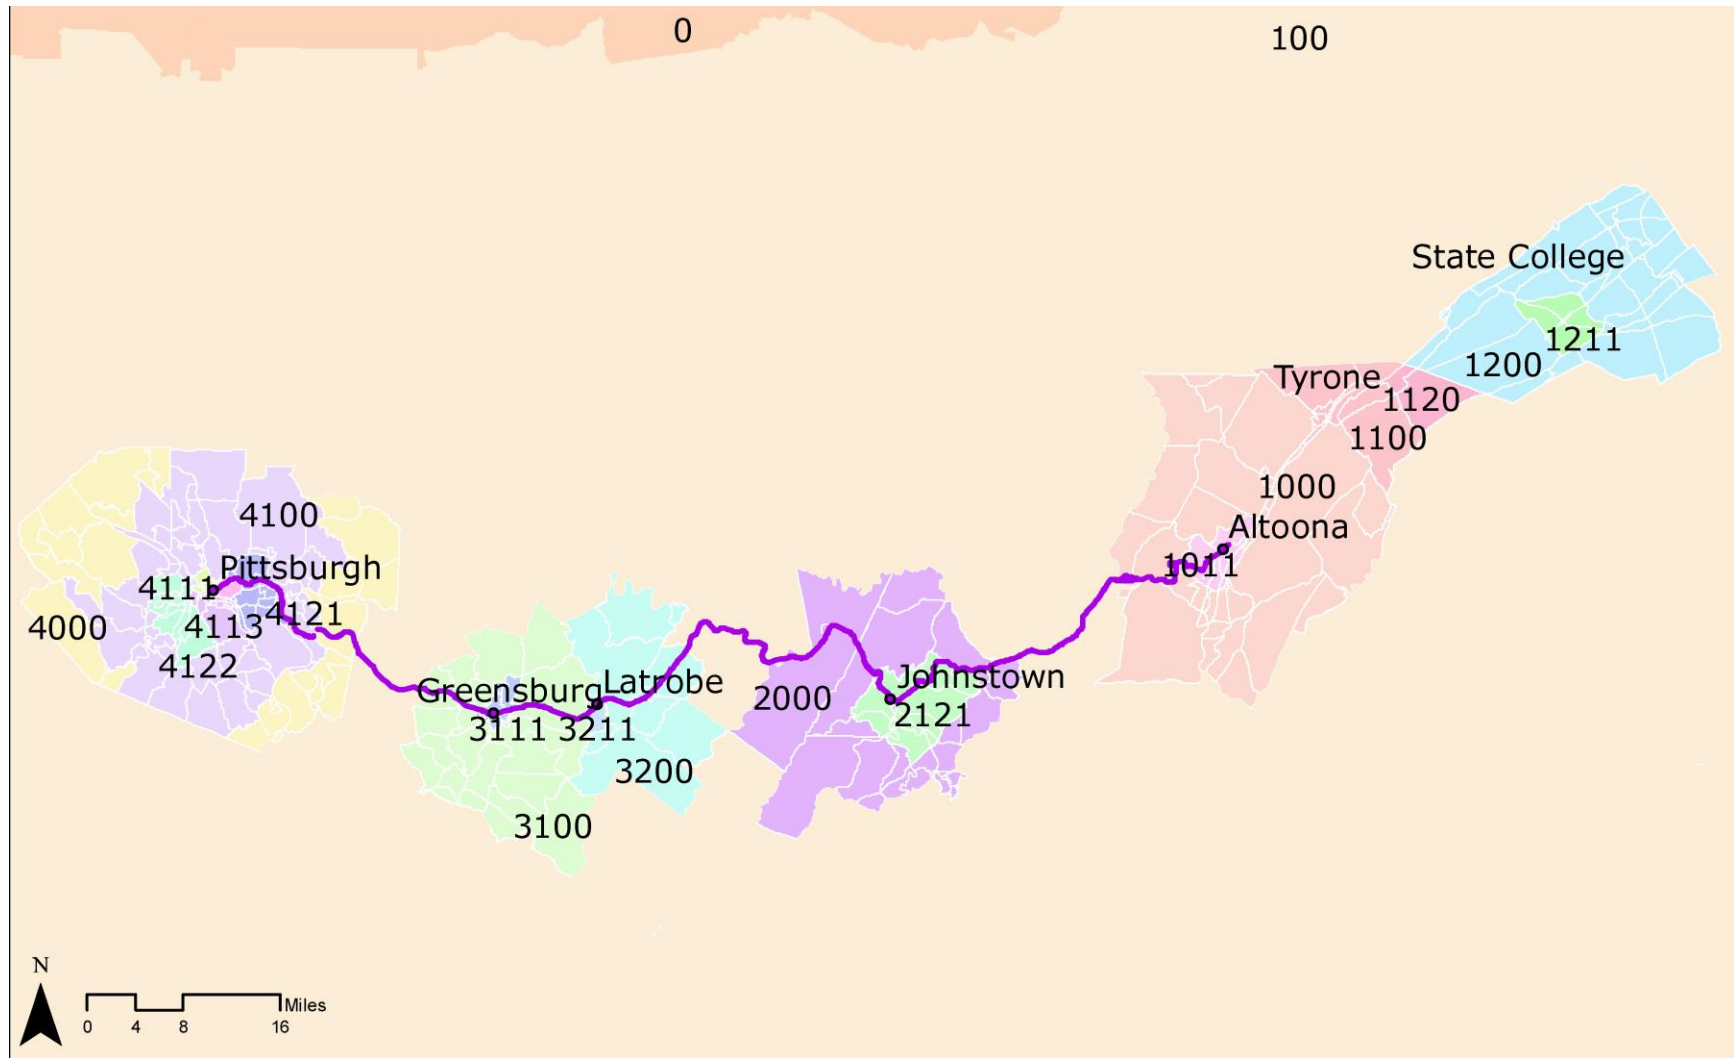 0
100
State College
1211
1200
Tyrone
1120
1100
1000
4100
Altoona
1011
Pittsburgh
4111
4121
4113
4000
4122
Greensburg
Latrobe
Johnstown
2000
2121
3111
3211
3200
3100
N
Miles
0 4 8 16